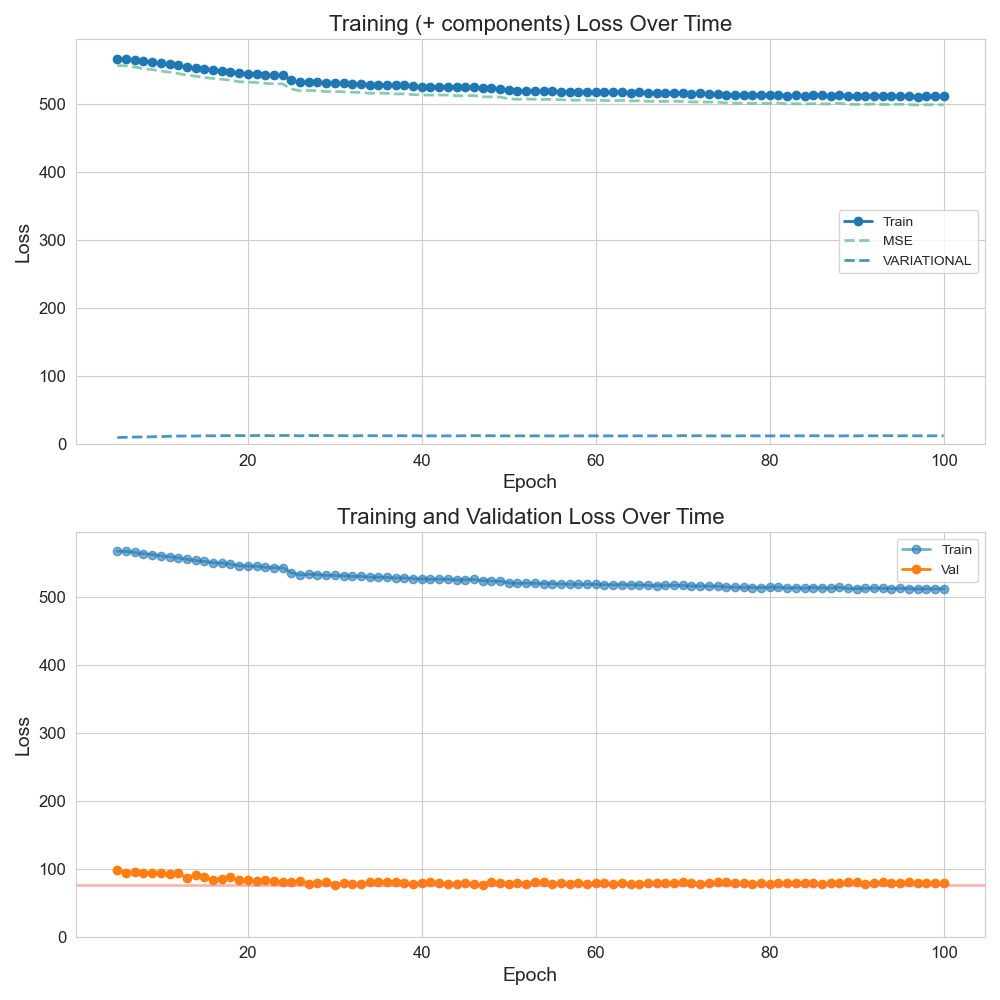 Training (+ components) Loss Over Time
Loss
500
400
300
200
100
0
Train
MSE
VARIATIONAL
20 40 60 80 100
Epoch
Training and Validation Loss Over Time
Loss
500
400
300
200
100
0
Train
Val
20 40 60 80 100
Epoch